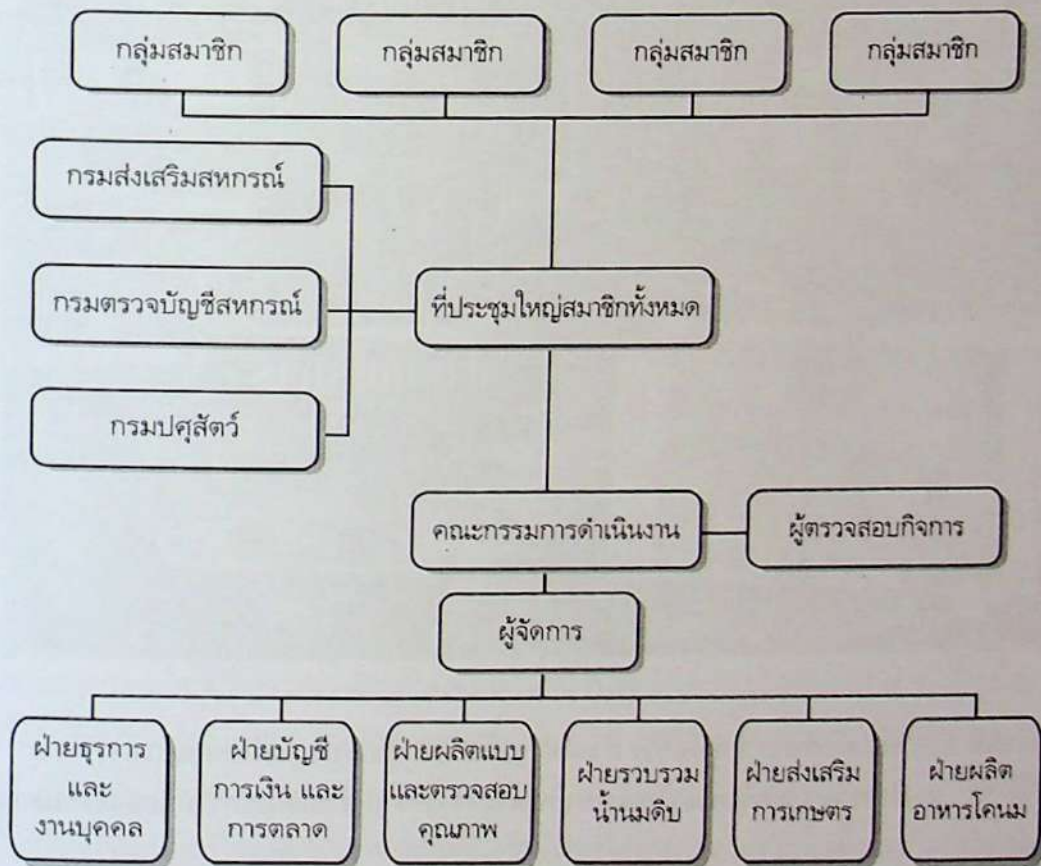 กลุ่มสมาชิก
กลุ่มสมาชิก
กลุ่มสมาชิก
กลุ่มสมาชิก
กรมส่งเสริมสหกรณ์
กรมตรวจบัญชีสหกรณ์
ที่ประชุมใหญ่สมาชิกทั้งหมด
กรมปศุสัตว์
คณะกรรมการดำเนินงาน
ผู้ตรวจสอบกิจการ
ผู้จัดการ
ฝ่ายธุรการ
และ
งานบุคคล
ฝ่ายบัญชี
การเงิน และ
การตลาด
ฝ่ายผลิตแบบ
และตรวจสอบ
คุณภาพ
ฝ่ายรวบรวม
น้ำนมดิบ
ฝ่ายส่งเสริม
การเกษตร
ฝ่ายผลิต
อาหารโคนม